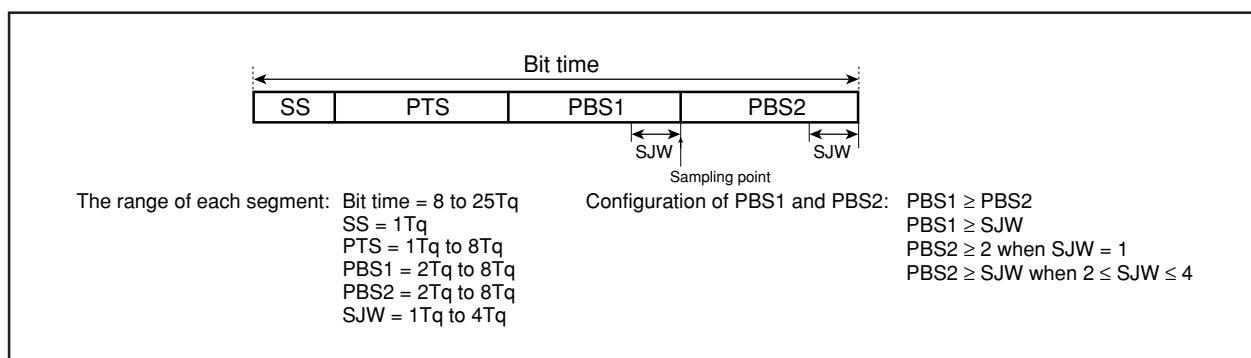 Bit time
SS PTS PBS1 PBS2
SJW SJW
Sampling point
The range of each segment: Bit time = 8 to 25Tq
SS = 1Tq
PTS = 1Tq to 8Tq
PBS1 = 2Tq to 8Tq
PBS2 = 2Tq to 8Tq
SJW = 1Tq to 4Tq
Configuration of PBS1 and PBS2: PBS1 ≥ PBS2
PBS1 ≥ SJW
PBS2 ≥ 2 when SJW = 1
PBS2 ≥ SJW when 2 ≤ SJW ≤ 4